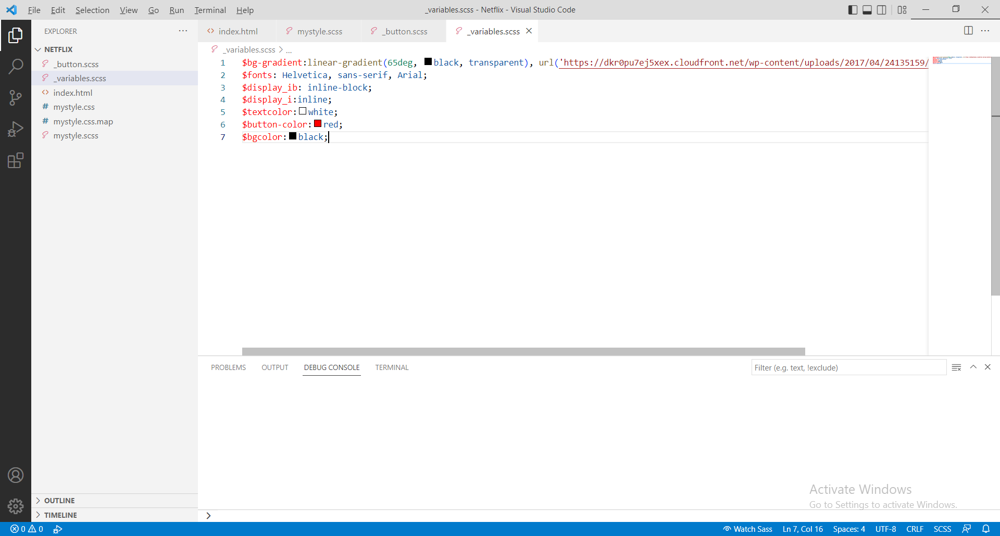 File Edit Selection View Go Run Terminal Help
_variables.scss - Netflix - Visual Studio Code
EXPLORER
NETFLIX
_button.scss
_variables.scss
index.html
mystyle.css
mystyle.css.map
mystyle.scss
OUTLINE
TIMELINE
index.html mystyle.scss _button.scss _variables.scss
_variables.scss > ...
1 $bg-gradient:linear-gradient(65deg, black, transparent), url('https://dkr0pu7ej5xex.cloudfront.net/wp-content/uploads/2017/04/24135159/
2 $fonts: Helvetica, sans-serif, Arial;
3 $display_ib: inline-block;
4 $display_i:inline;
5 $textcolor:white;
6 $button-color:red;
7 $bgcolor:black;
PROBLEMS OUTPUT DEBUG CONSOLE TERMINAL
Filter (e.g. text, !exclude)
Activate Windows
Go to Settings to activate Windows.
0 0
Watch Sass Ln 7, Col 16 Spaces: 4 UTF-8 CRLF SCSS